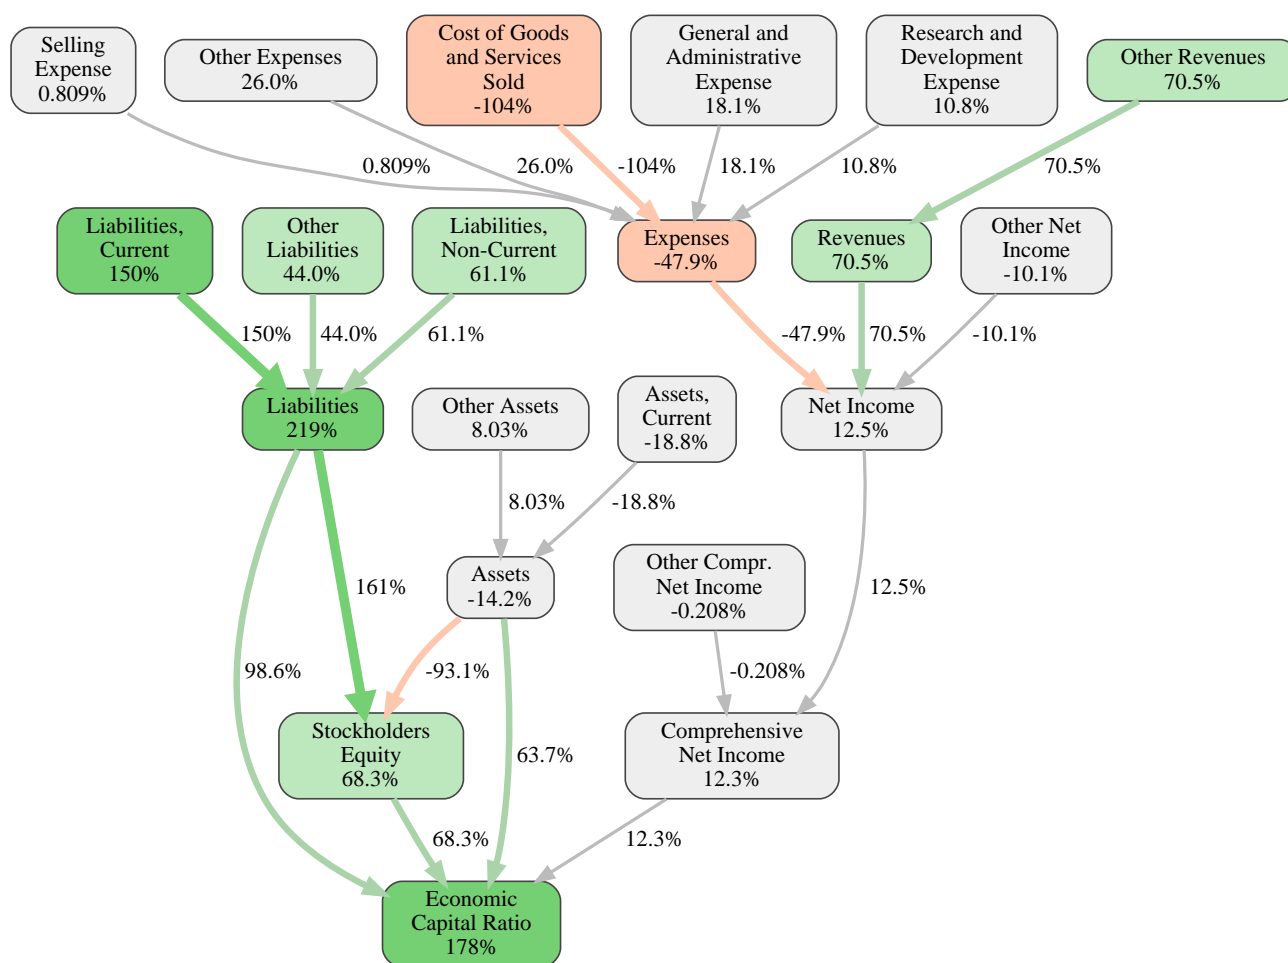 Selling
Expense
0.809%
Other Expenses
26.0%
Cost of Goods
and Services
Sold
-104%
General and
Administrative
Expense
18.1%
Research and
Development
Expense
10.8%
Other Revenues
70.5%
0.809%
26.0%
-104%
18.1%
10.8%
70.5%
Liabilities,
Current
150%
Other
Liabilities
44.0%
Liabilities,
Non-Current
61.1%
Expenses
-47.9%
Revenues
70.5%
Other Net
Income
-10.1%
150%
44.0%
61.1%
-47.9%
70.5%
-10.1%
Liabilities
219%
Other Assets
8.03%
Assets,
Current
-18.8%
Net Income
12.5%
8.03%
-18.8%
161%
Assets
-14.2%
Other Compr.
Net Income
-0.208%
12.5%
98.6%
-93.1%
-0.208%
Stockholders
Equity
68.3%
63.7%
Comprehensive
Net Income
12.3%
68.3%
12.3%
Economic
Capital Ratio
178%